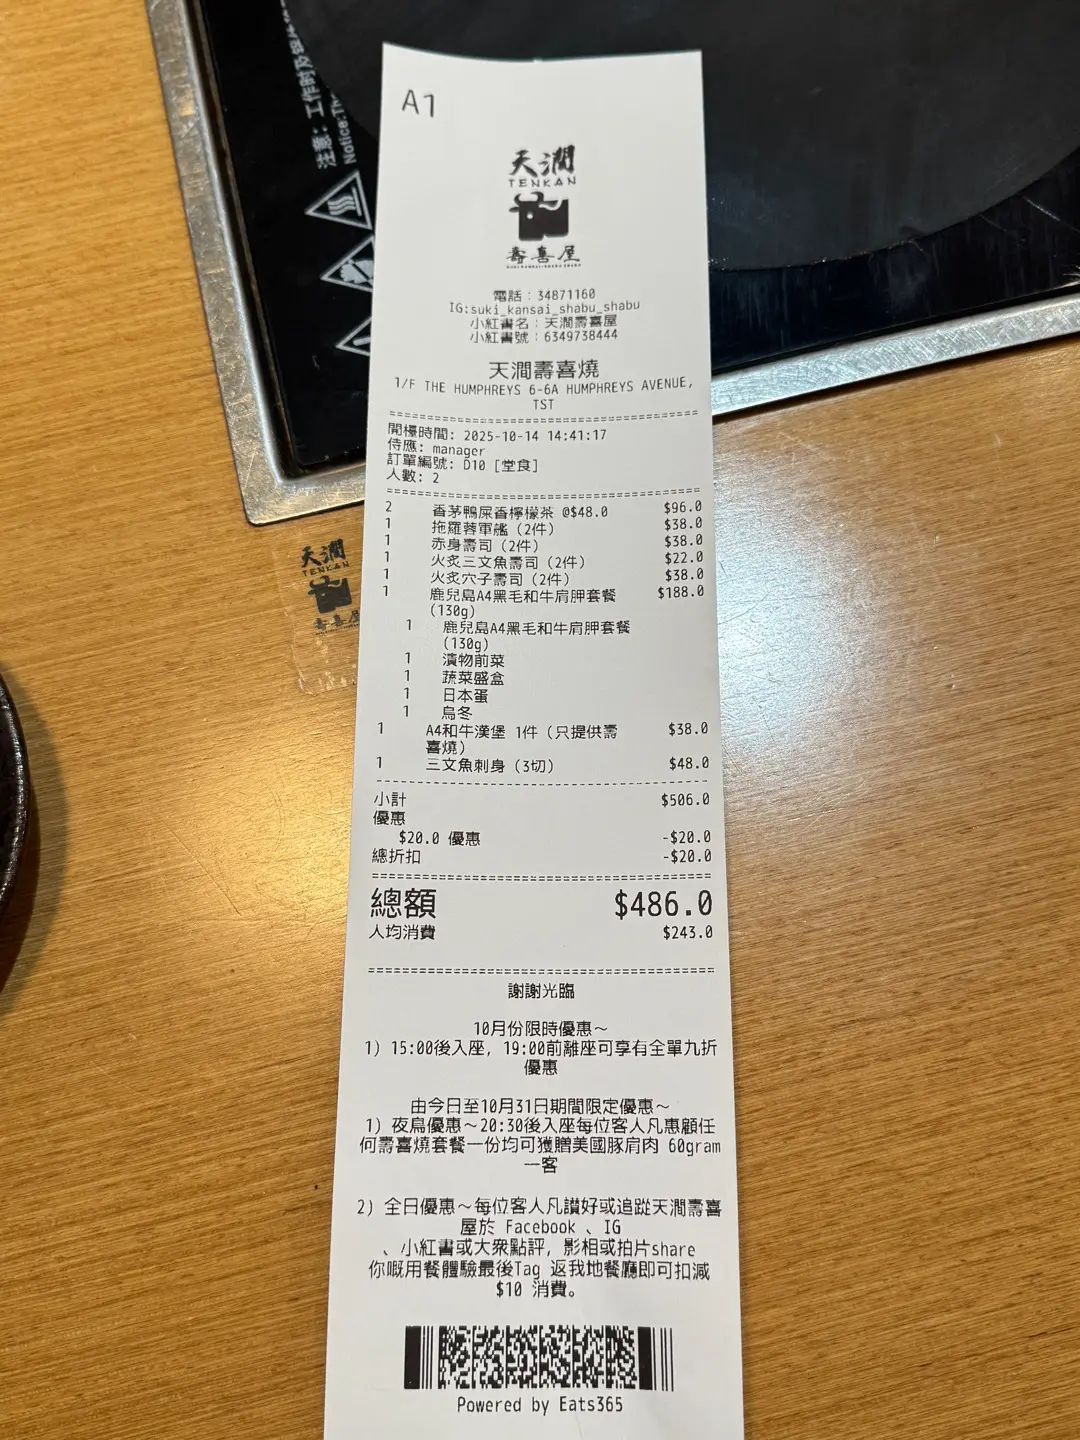 注意: 工作時及
Notice:Th
A1
天澗
TENKAN
壽喜屋
電話：34871160
IG:suki_kansai_shabu_shabu
小紅書名：天澗壽喜屋
小紅書號：6349738444
天澗壽喜燒
1/F THE HUMPHREYS 6-6A HUMPHREYS AVENUE,
TST
開檯時間: 2025-10-14 14:41:17
侍應: manager
訂單編號: D10 [堂食]
人數: 2
2 香茅鴨屎香檸檬茶 @$48.0 $96.0
1 拖羅蓉軍艦 (2件) $38.0
1 赤身壽司 (2件) $38.0
1 火炙三文魚壽司 (2件) $22.0
1 火炙穴子壽司 (2件) $38.0
1 鹿兒島A4黑毛和牛肩胛套餐 $188.0
(130g)
1 鹿兒島A4黑毛和牛肩胛套餐
(130g)
1 漬物前菜
1 蔬菜盛盒
1 日本蛋
1 烏冬
1 A4和牛漢堡 1件 (只提供壽 $38.0
喜燒)
1 三文魚刺身 (3切) $48.0
小計 $506.0
優惠
$20.0 優惠 -$20.0
總折扣 -$20.0
總額 $486.0
人均消費 $243.0
謝謝光臨
10月份限時優惠～
1) 15:00後入座, 19:00前離座可享有全單九折
優惠
由今日至10月31日期間限定優惠～
1) 夜鳥優惠～20:30後入座每位客人凡惠顧任
何壽喜燒套餐一份均可獲贈美國豚肩肉 60gram
一客
2) 全日優惠～每位客人凡讚好或追蹤天澗壽喜
屋於 Facebook 、IG
、小紅書或大衆點評, 影相或拍片share
你嘅用餐體驗最後Tag 返我地餐廳即可扣減
$10 消費。
Powered by Eats365
天澗
TENKAN
壽喜屋